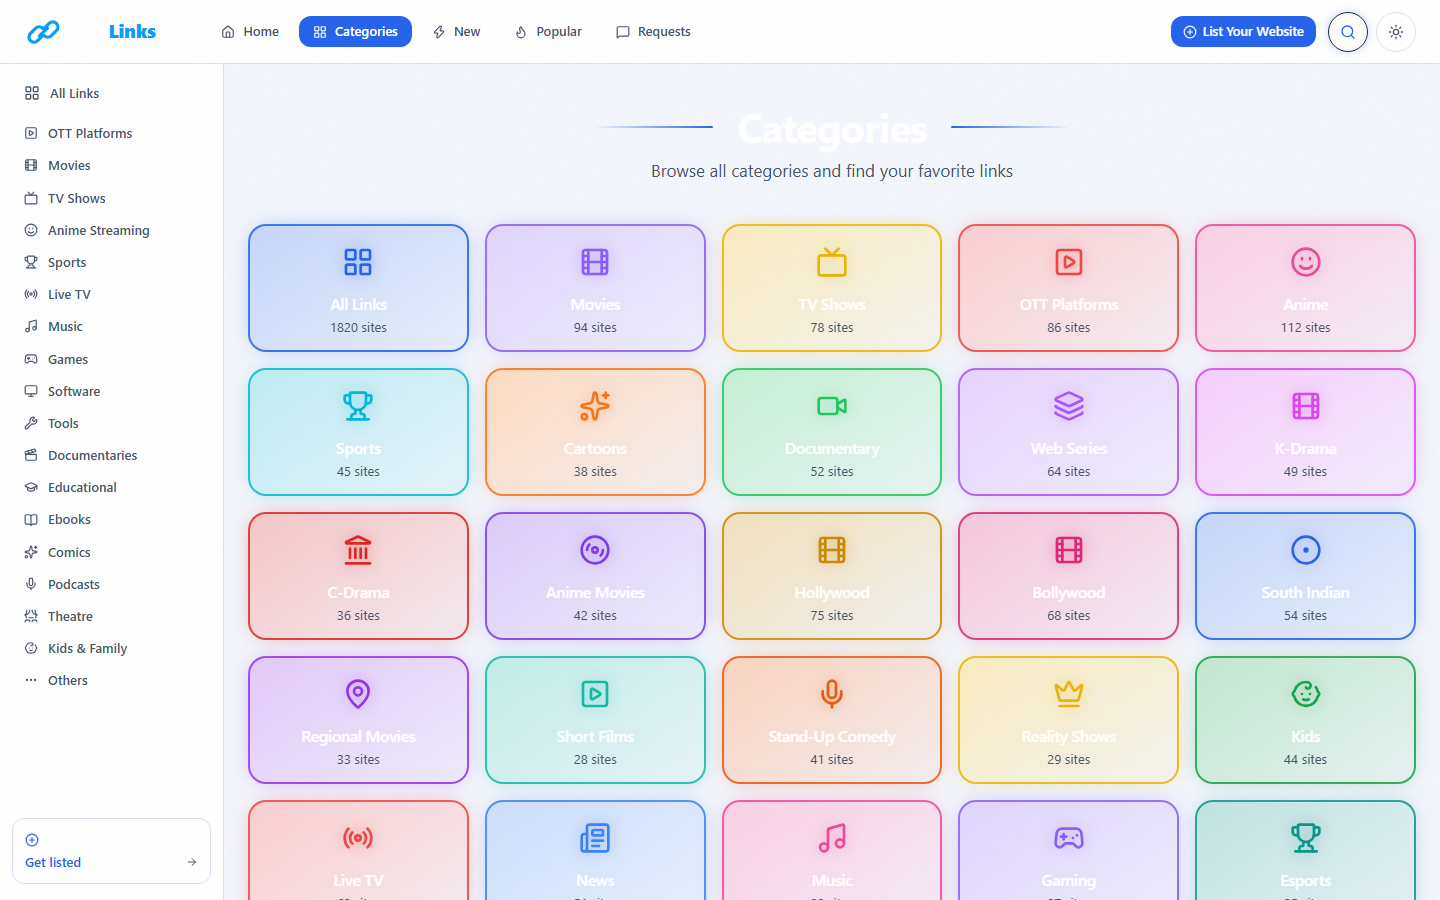 Links
Home
Categories
New
Popular
Requests
List Your Website
All Links
OTT Platforms
Movies
TV Shows
Anime Streaming
Sports
Live TV
Music
Games
Software
Tools
Documentaries
Educational
Ebooks
Comics
Podcasts
Theatre
Kids & Family
Others
Get listed
Categories
Browse all categories and find your favorite links
All Links
1820 sites
Movies
94 sites
TV Shows
78 sites
OTT Platforms
86 sites
Anime
112 sites
Sports
45 sites
Cartoons
38 sites
Documentary
52 sites
Web Series
64 sites
K-Drama
49 sites
C-Drama
36 sites
Anime Movies
42 sites
Hollywood
75 sites
Bollywood
68 sites
South Indian
54 sites
Regional Movies
33 sites
Short Films
28 sites
Stand-Up Comedy
41 sites
Reality Shows
29 sites
Kids
44 sites
Live TV
News
Music
Gaming
Esports